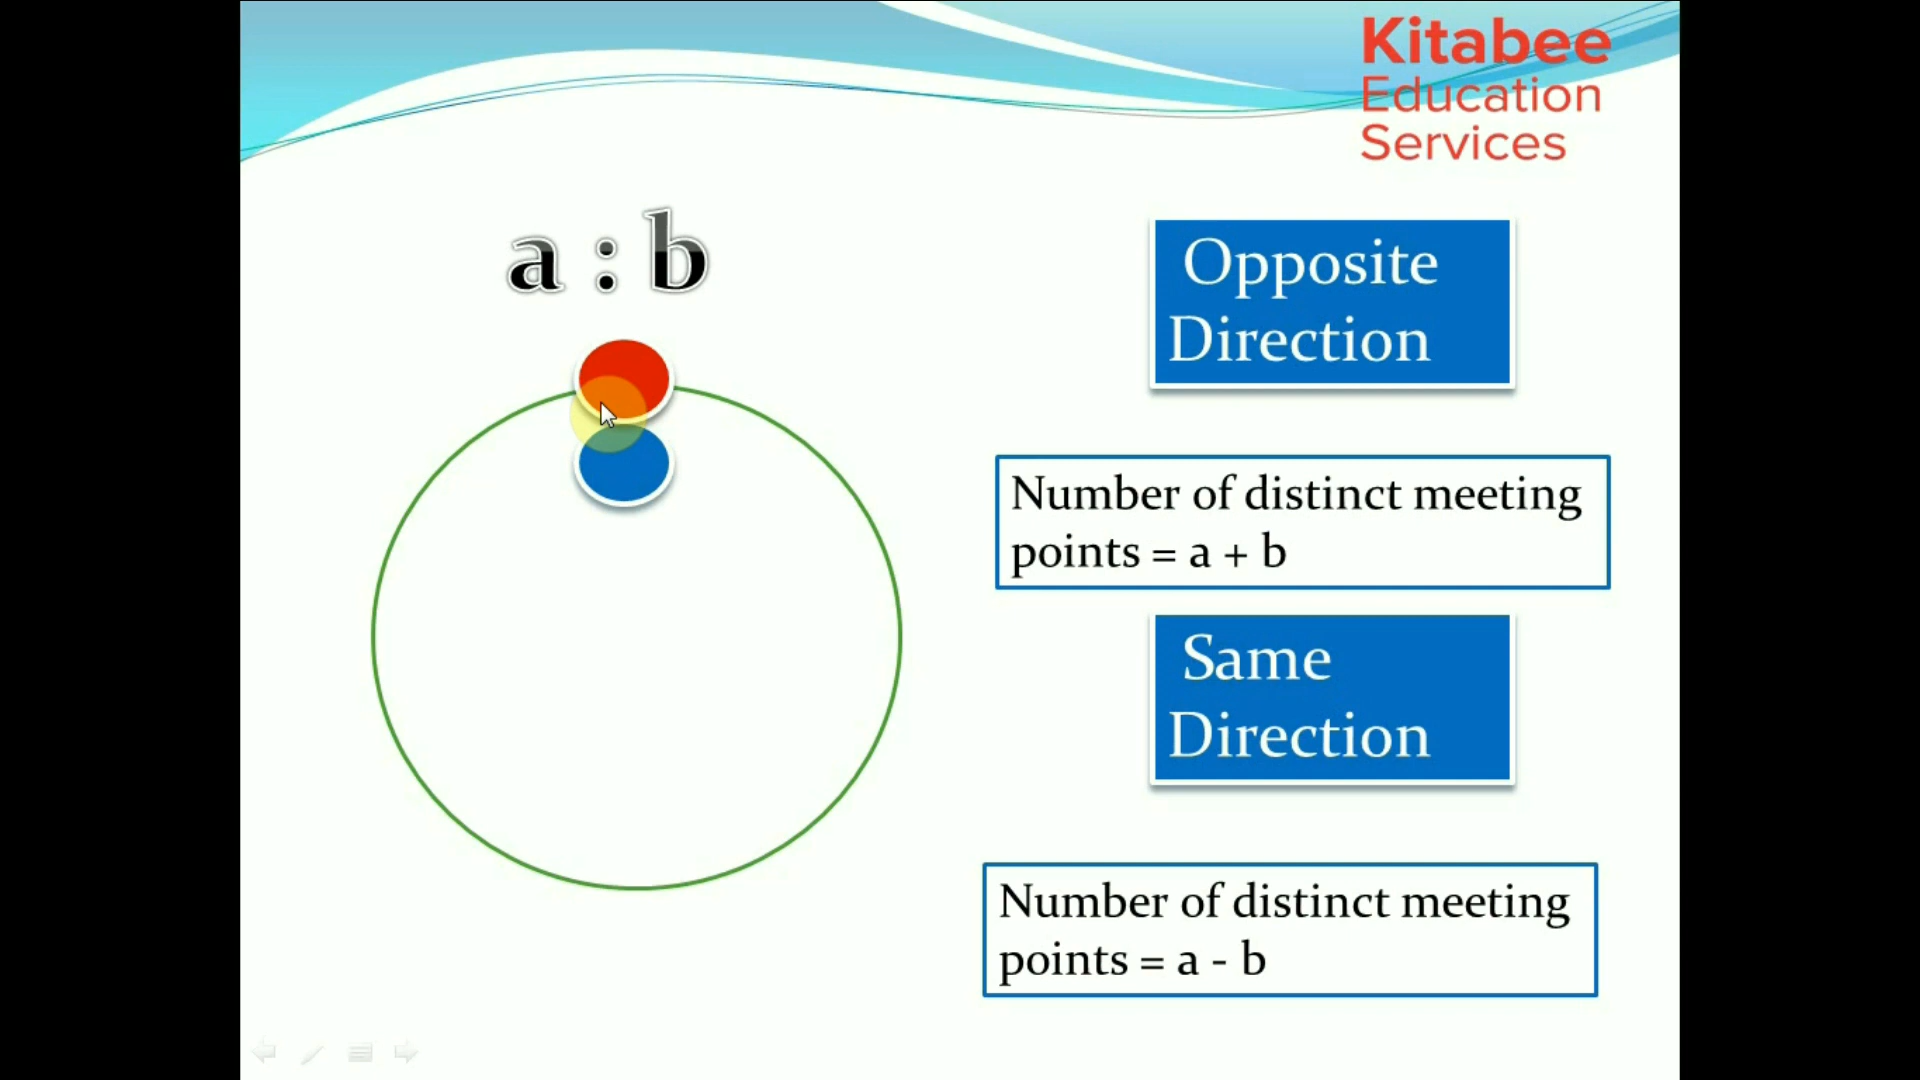 Kitabee
Education
Services
a : b
Opposite
Direction
Number of distinct meeting
points = a + b
Same
Direction
Number of distinct meeting
points = a - b